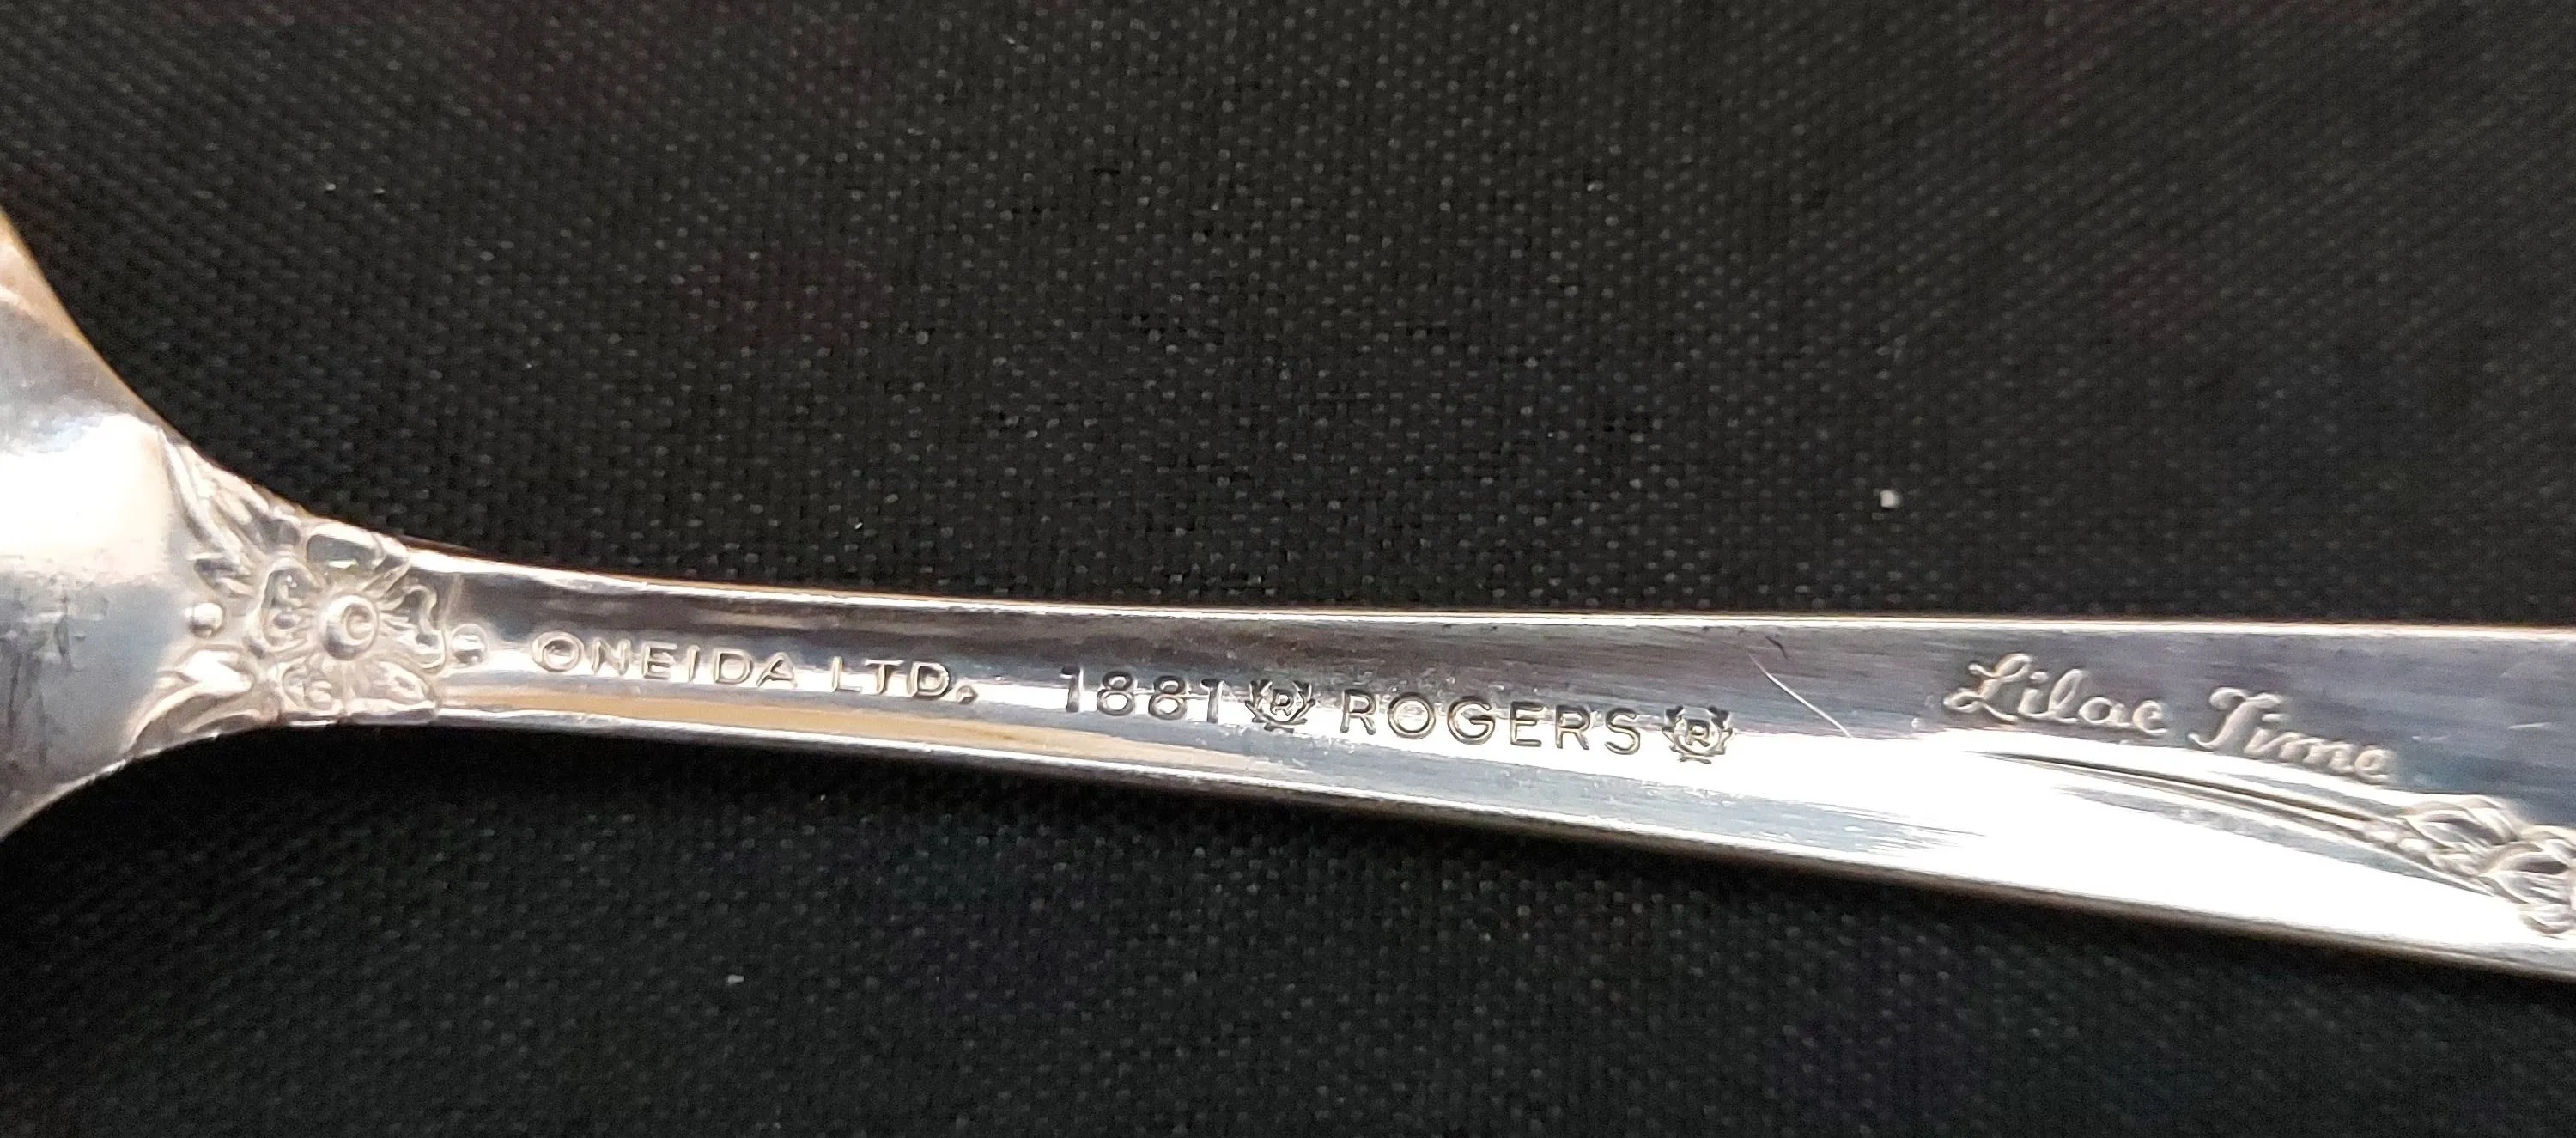 ONEIDA LTD. 1881 R ROGERS R Lilac Time